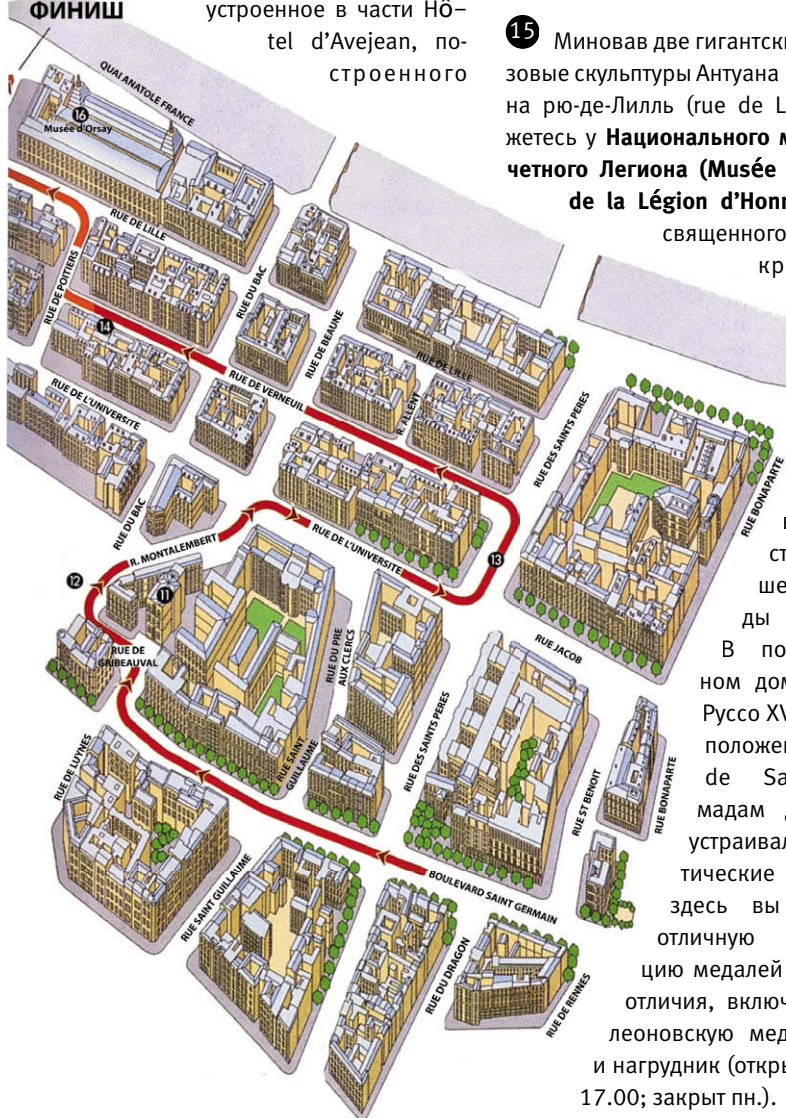 ФИНИШ
устроенное в части Hô-
tel d'Avejean, по-
строенного
15 Миновав две гигантски
зовые скульптуры Антуана
на рю-де-Лилль (rue de L
жетесь у Национального м
четного Легиона (Musée
de la Légion d'Honn
священного
кр
ст
ше
ды
В по
ном дом
Руссо XV
положен
de Sa
мадам
устраивал
тические
здесь вы
отличную
цию медалей
отличия, включ
леоновскую мед
и нагрудник (откры
17.00; закрыт пн.).
QUAI ANATOLE FRANCE
16
Musée d'Orsay
RUE DE LILLE
RUE DE POITIERS
14
RUE DU BAC
RUE DE BEAUNE
RUE DE LILLE
RUE DE VERNEUIL
R. ALLENT
RUE DE L'UNIVERSITE
RUE DES SAINTS PERES
RUE BONAPARTE
RUE DU BAC
R. MONTALEMBERT
RUE DE L'UNIVERSITE
13
12
11
RUE DE
GRIBEAUVAL
RUE DU PRE
AUX CLERCS
RUE JACOB
RUE DE LUYNES
RUE SAINT
GUILLAUME
RUE DES SAINTS PERES
RUE ST BENOIT
RUE BONAPARTE
BOULEVARD SAINT GERMAIN
RUE SAINT GUILLAUME
RUE DU DRAGON
RUE DE RENNES